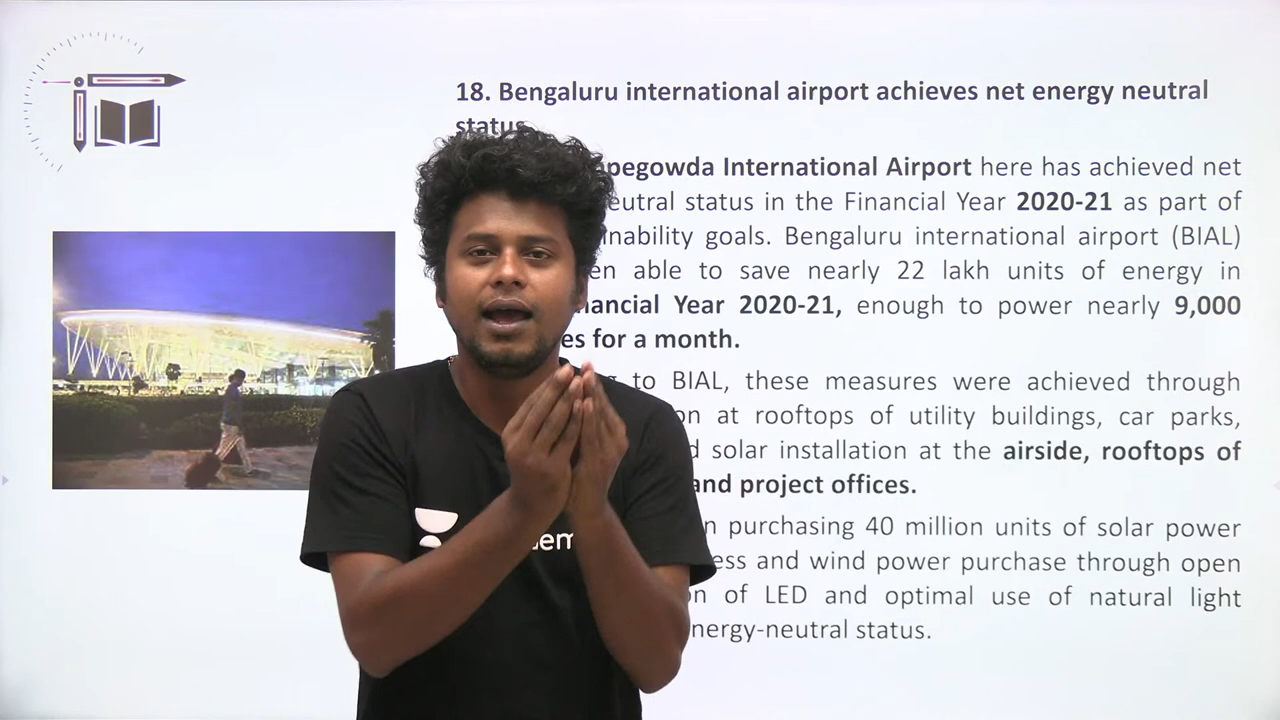 18. Bengaluru international airport achieves net energy neutral
status
pegowda International Airport here has achieved net
eutral status in the Financial Year 2020-21 as part of
inability goals. Bengaluru international airport (BIAL)
en able to save nearly 22 lakh units of energy in
nancial Year 2020-21, enough to power nearly 9,000
es for a month.
to BIAL, these measures were achieved through
on at rooftops of utility buildings, car parks,
d solar installation at the airside, rooftops of
and project offices.
n purchasing 40 million units of solar power
ess and wind power purchase through open
n of LED and optimal use of natural light
nergy-neutral status.
em